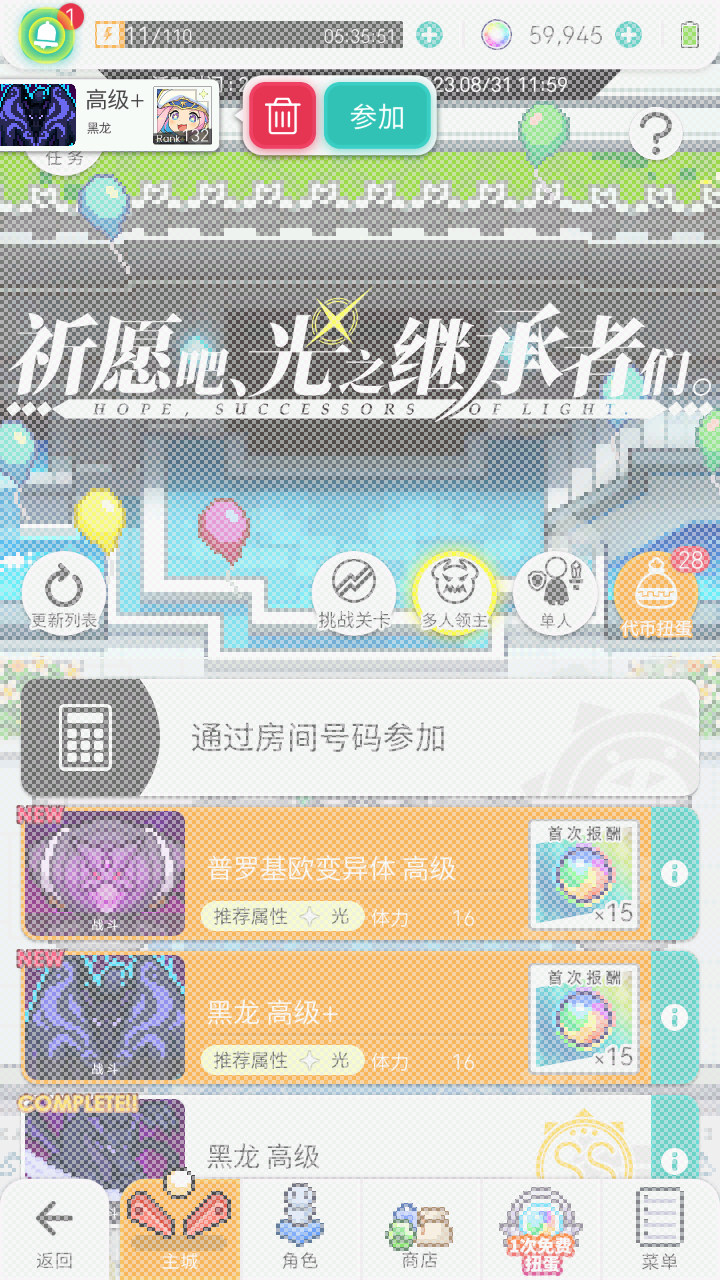 1
11/110
05:35:51
59,945
高级+
黑龙
Rank 132
参加
23.08/31 11:59
?
任务
祈愿吧、光之继承者们。
HOPE, SUCCESSORS OF LIGHT.
更新列表
挑战关卡
多人领主
单人
28
代币扭蛋
通过房间号码参加
NEW
普罗基欧变异体 高级
战斗
推荐属性 光 体力 16
首次报酬
×15
NEW
黑龙 高级+
战斗
推荐属性 光 体力 16
首次报酬
×15
COMPLETE!!
黑龙 高级
SS
返回
主城
角色
商店
1次免费
扭蛋
菜单